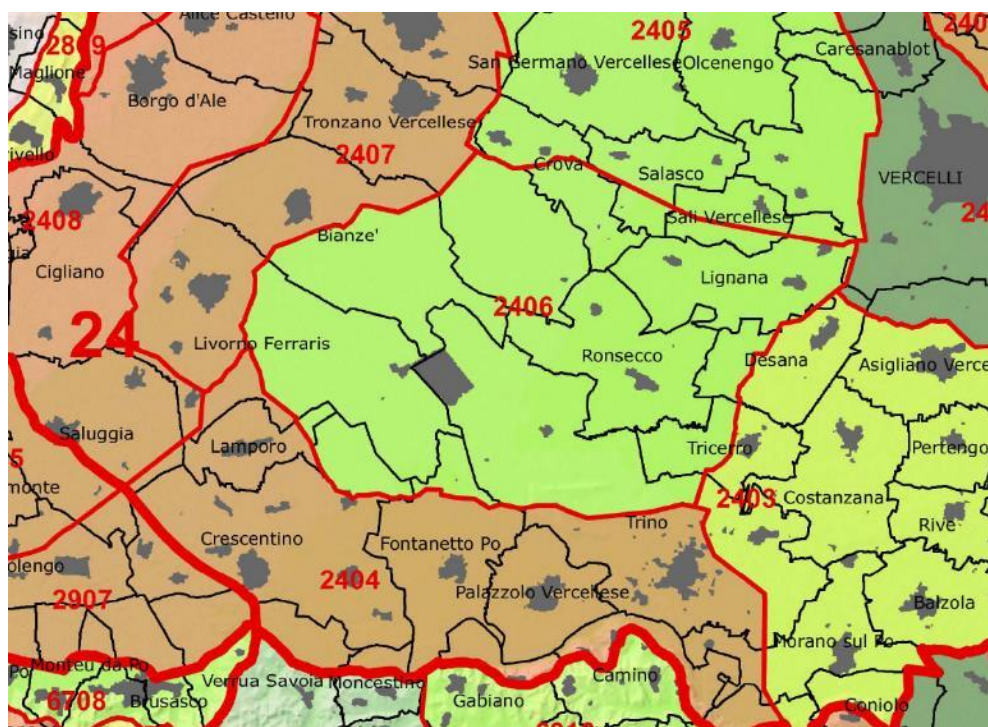 Alice Castello
2405
2819
San Germano Vercellese
Olcenengo
Caresanablot
Maglione
Borgo d'Ale
Tronzano Vercellese
2407
Crova
Salasco
VERCELLI
2408
Sali Vercellese
Bianze'
Cigliano
Lignana
24
2406
Livorno Ferraris
Ronsecco
Desana
Saluggia
Lamporo
Tricerro
Pertengo
2403
Costanzana
Crescentino
Trino
Rive
Fontanetto Po
2404
Palazzolo Vercellese
2907
Balzola
Morano sul Po
Monteu da Po
Verrua Savoia
Moncestino
Camino
6708
Brusasco
Gabiano
Coniolo